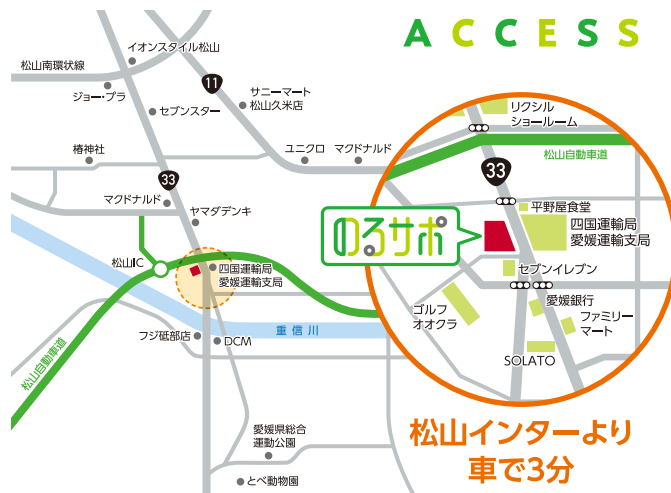 ACCESS
イオンスタイル松山
松山南環状線
11
ジョー・プラ
サニーマート
松山久米店
セブンスター
椿神社
ユニクロ
マクドナルド
33
マクドナルド
ヤマダデンキ
松山IC
四国運輸局
愛媛運輸支局
松山自動車道
重信川
フジ砥部店
DCM
愛媛県総合
運動公園
とべ動物園
リクシル
ショールーム
松山自動車道
33
平野屋食堂
のるサポ
四国運輸局
愛媛運輸支局
セブンイレブン
ゴルフ
オオクラ
愛媛銀行
ファミリー
マート
SOLATO
松山インターより
車で3分